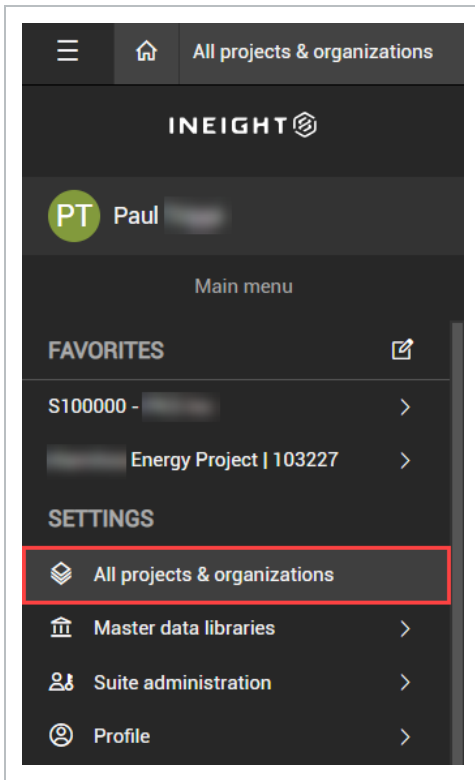 All projects & organizations
INEIGHT
PT Paul
Main menu
FAVORITES
S100000 -
Energy Project | 103227
SETTINGS
All projects & organizations
Master data libraries
Suite administration
Profile